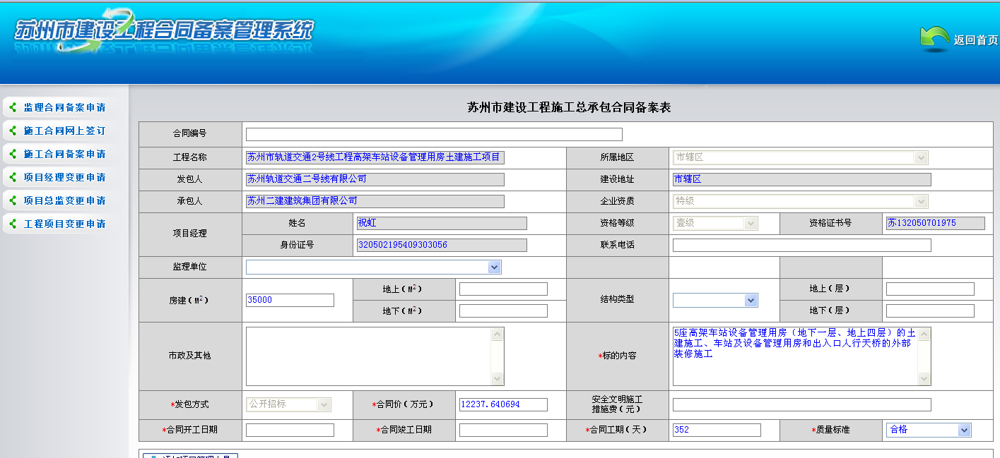 苏州市建设工程合同备案管理系统
返回首页
监理合同备案申请
施工合同网上签订
施工合同备案申请
项目经理变更申请
项目总监变更申请
工程项目变更申请
苏州市建设工程施工总承包合同备案表
合同编号
工程名称 苏州市轨道交通2号线工程高架车站设备管理用房土建施工项目 所属地区 市辖区
发包人 苏州轨道交通二号线有限公司 建设地址 市辖区
承包人 苏州二建建筑集团有限公司 企业资质 特级
项目经理 姓名 祝虹 资格等级 壹级 资格证书号 苏132050701975
身份证号 320502195409303056 联系电话
监理单位
房建(M²) 35000 地上(M²) 结构类型 地上(层)
地下(M²) 地下(层)
市政及其他 *标的内容
5座高架车站设备管理用房(地下一层、地上四层)的土
建施工、车站及设备管理用房和出入口人行天桥的外部
装修施工
*发包方式 公开招标 *合同价(万元) 12237.640694 安全文明施工
措施费(元)
*合同开工日期 *合同竣工日期 *合同工期(天) 352 *质量标准 合格